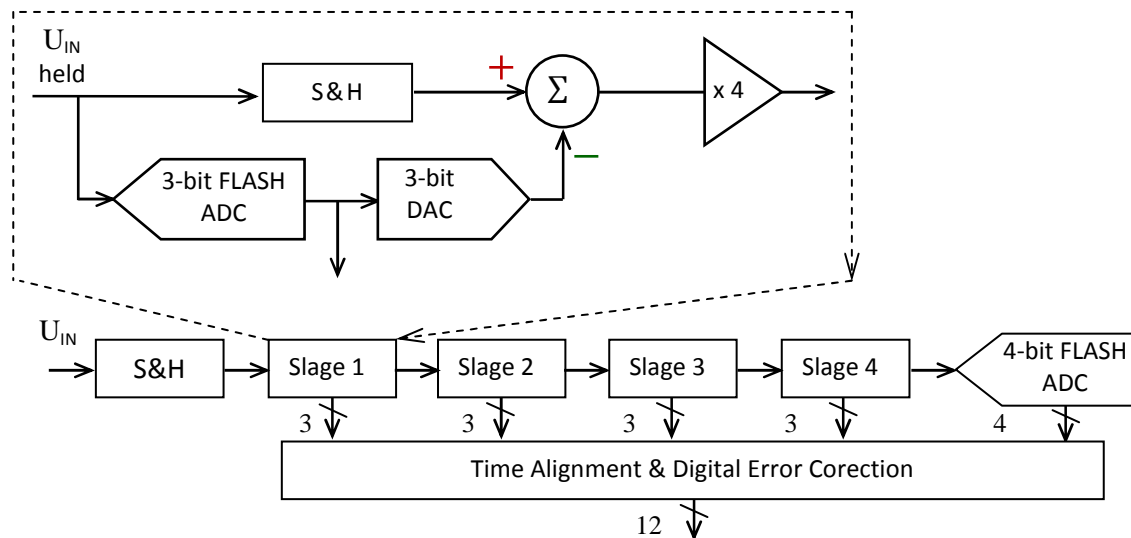 U_IN
held
S&H
+
Σ
x 4
−
3-bit FLASH
ADC
3-bit
DAC
U_IN
S&H
Slage 1
Slage 2
Slage 3
Slage 4
4-bit FLASH
ADC
3
3
3
3
4
Time Alignment & Digital Error Corection
12